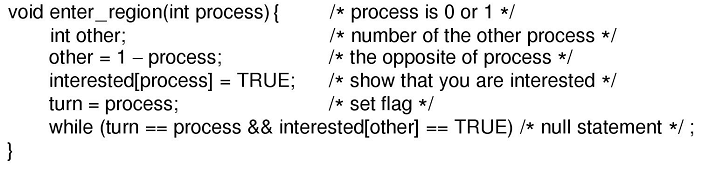 void enter_region(int process) { /* process is 0 or 1 */
int other; /* number of the other process */
other = 1 – process; /* the opposite of process */
interested[process] = TRUE; /* show that you are interested */
turn = process; /* set flag */
while (turn == process && interested[other] == TRUE) /* null statement */ ;
}